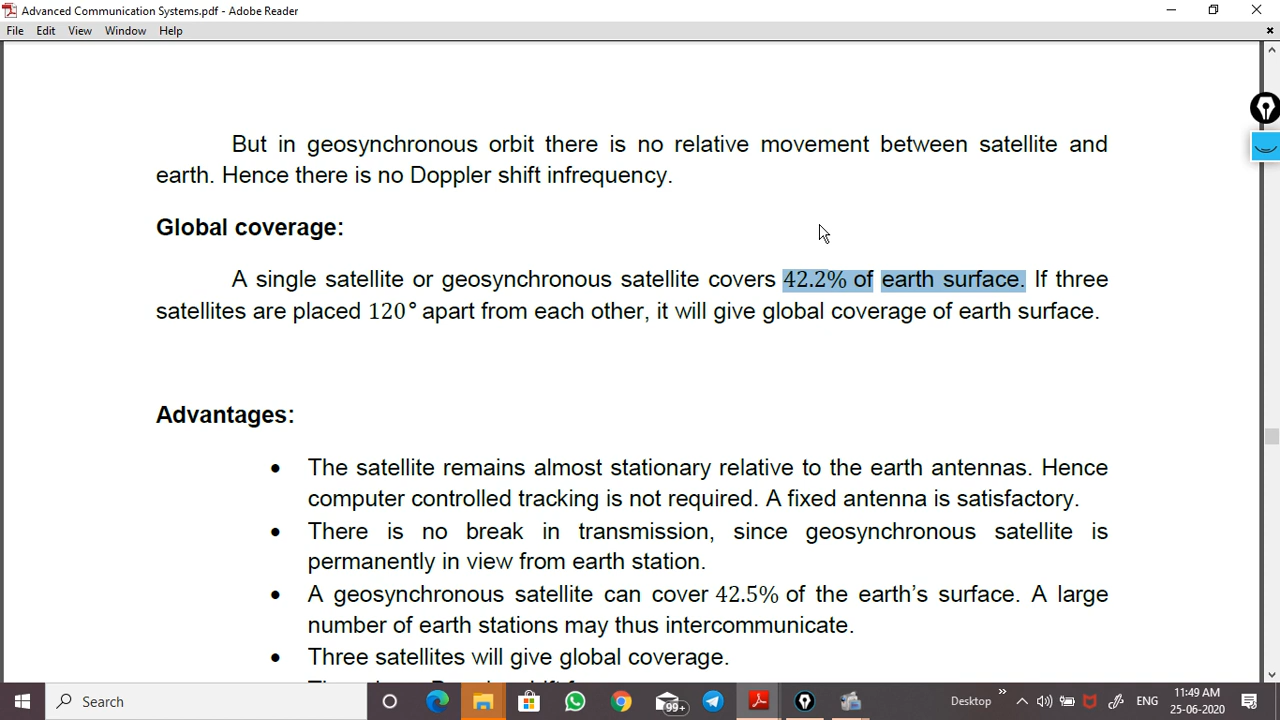 Advanced Communication Systems.pdf - Adobe Reader
File Edit View Window Help
But in geosynchronous orbit there is no relative movement between satellite and
earth. Hence there is no Doppler shift infrequency.
Global coverage:
A single satellite or geosynchronous satellite covers 42.2% of earth surface. If three
satellites are placed 120° apart from each other, it will give global coverage of earth surface.
Advantages:
• The satellite remains almost stationary relative to the earth antennas. Hence
computer controlled tracking is not required. A fixed antenna is satisfactory.
• There is no break in transmission, since geosynchronous satellite is
permanently in view from earth station.
• A geosynchronous satellite can cover 42.5% of the earth's surface. A large
number of earth stations may thus intercommunicate.
• Three satellites will give global coverage.
Search
99+
Desktop
ENG
11:49 AM
25-06-2020